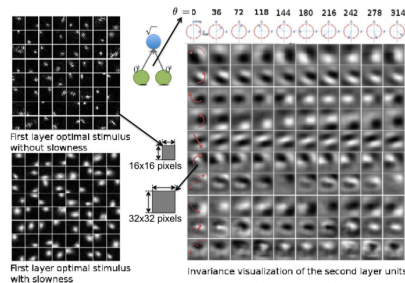 θ = 0 36 72 118 144 180 216 242 278 314
√
First layer optimal stimulus
without slowness
16x16 pixels
32x32 pixels
First layer optimal stimulus
with slowness
Invariance visualization of the second layer units